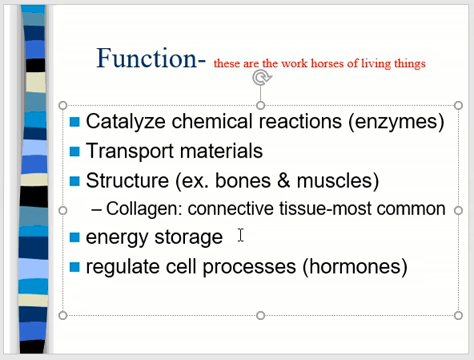 Function- these are the work horses of living things
Catalyze chemical reactions (enzymes)
Transport materials
Structure (ex. bones & muscles)
– Collagen: connective tissue-most common
energy storage
regulate cell processes (hormones)